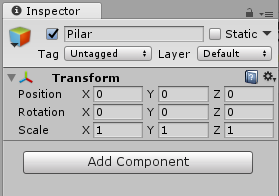 Inspector
Pilar Static
Tag Untagged Layer Default
Transform
Position X 0 Y 0 Z 0
Rotation X 0 Y 0 Z 0
Scale X 1 Y 1 Z 1
Add Component